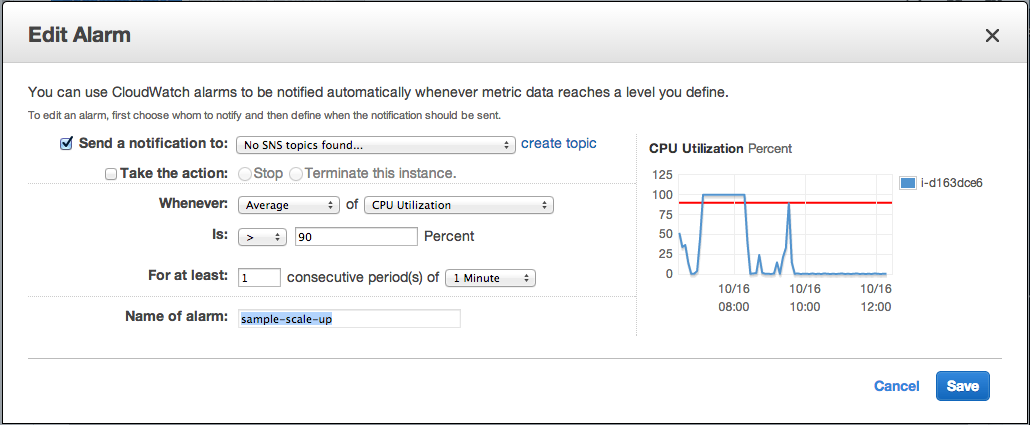 Edit Alarm
You can use CloudWatch alarms to be notified automatically whenever metric data reaches a level you define.
To edit an alarm, first choose whom to notify and then define when the notification should be sent.
Send a notification to: No SNS topics found... create topic
Take the action: Stop Terminate this instance.
Whenever: Average of CPU Utilization
Is: > 90 Percent
For at least: 1 consecutive period(s) of 1 Minute
Name of alarm: sample-scale-up
CPU Utilization Percent
125
100
75
50
25
0
10/16 10/16 10/16
08:00 10:00 12:00
i-d163dce6
Cancel Save